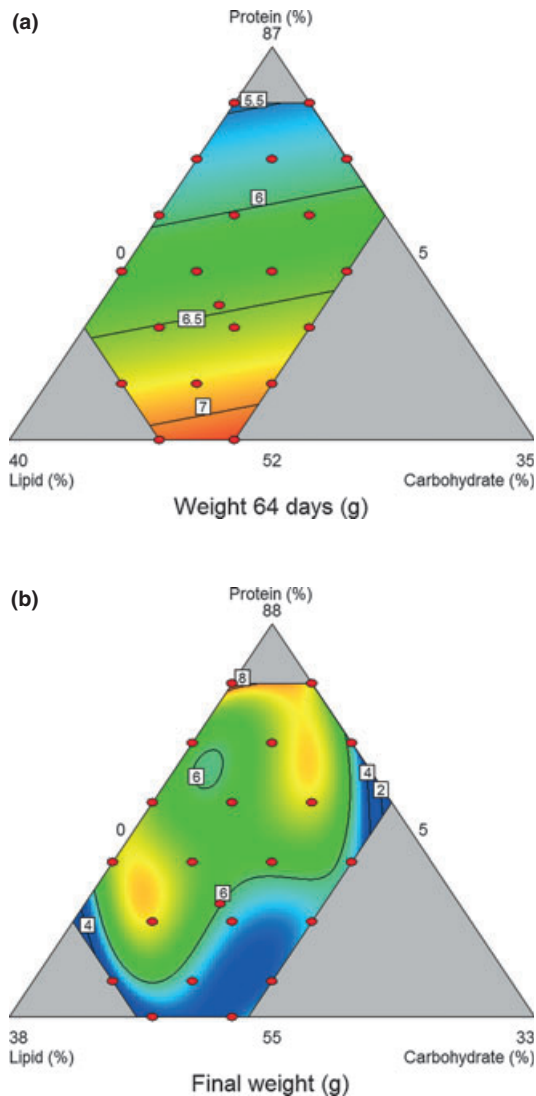 (a)
Protein (%)
87
5.5
6
0
5
6.5
7
40
52
35
Lipid (%)
Carbohydrate (%)
Weight 64 days (g)
(b)
Protein (%)
88
8
6
4
2
0
5
6
4
38
55
33
Lipid (%)
Carbohydrate (%)
Final weight (g)